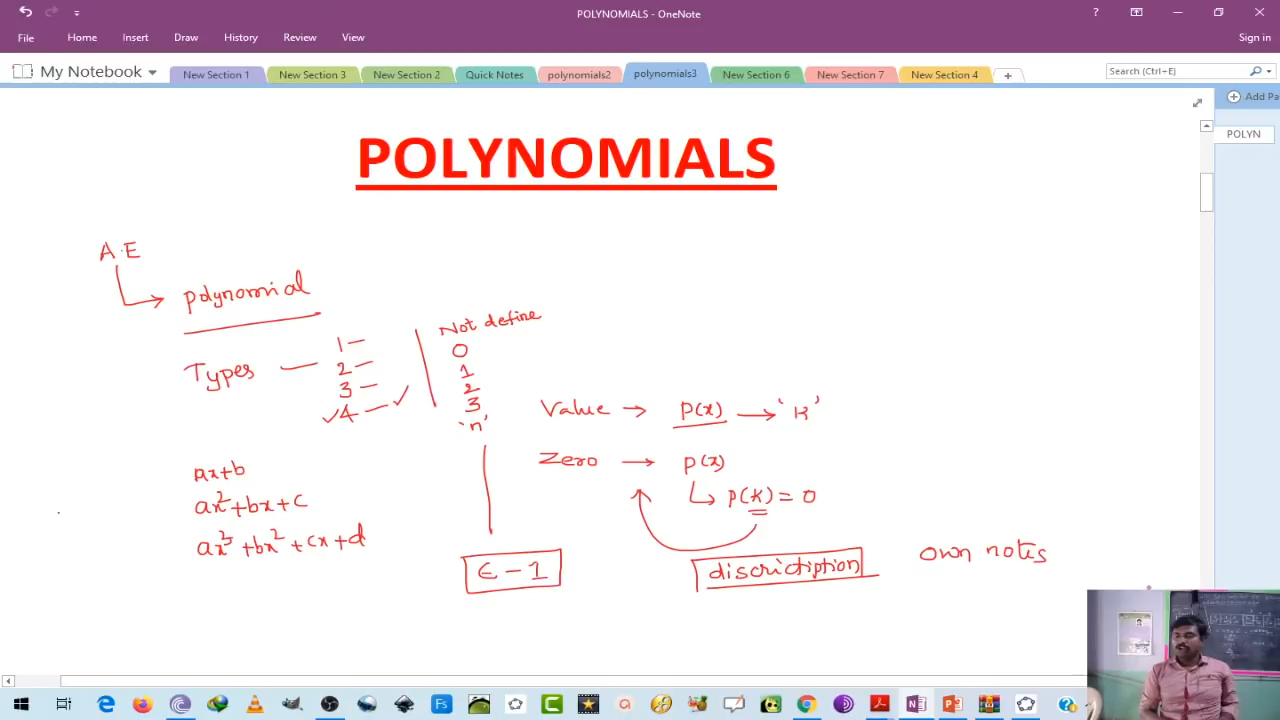 POLYNOMIALS - OneNote
File Home Insert Draw History Review View
Sign in
My Notebook
New Section 1 New Section 3 New Section 2 Quick Notes polynomials2 polynomials3 New Section 6 New Section 7 New Section 4
Search (Ctrl+E)
Add Pa
POLYN
POLYNOMIALS
A.E
polynomial
Types
1 -
2 -
3 -
4 -
Not define
0
1
2
3
'n'
ax+b
ax²+bx+c
ax³+bx²+cx+d
Value → P(x) → 'K'
Zero → P(x)
P(K) = 0
E - 1
discrictiption
own notes